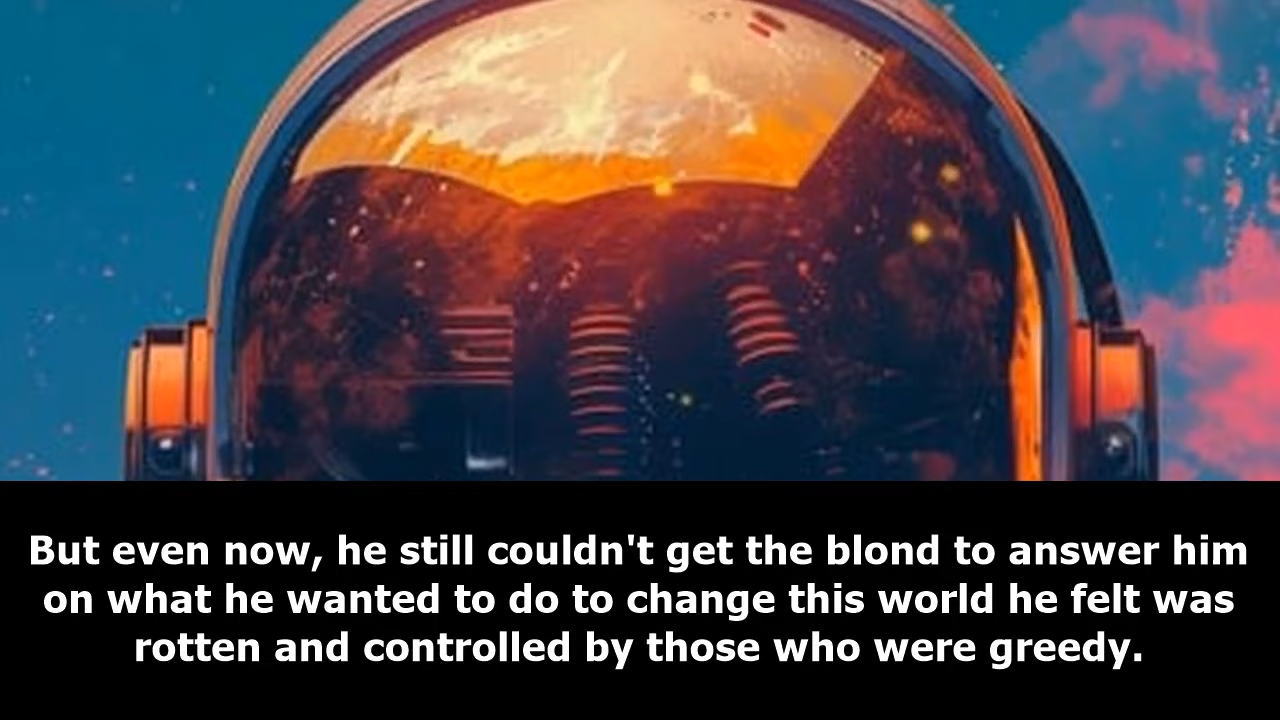 But even now, he still couldn't get the blond to answer him
on what he wanted to do to change this world he felt was
rotten and controlled by those who were greedy.